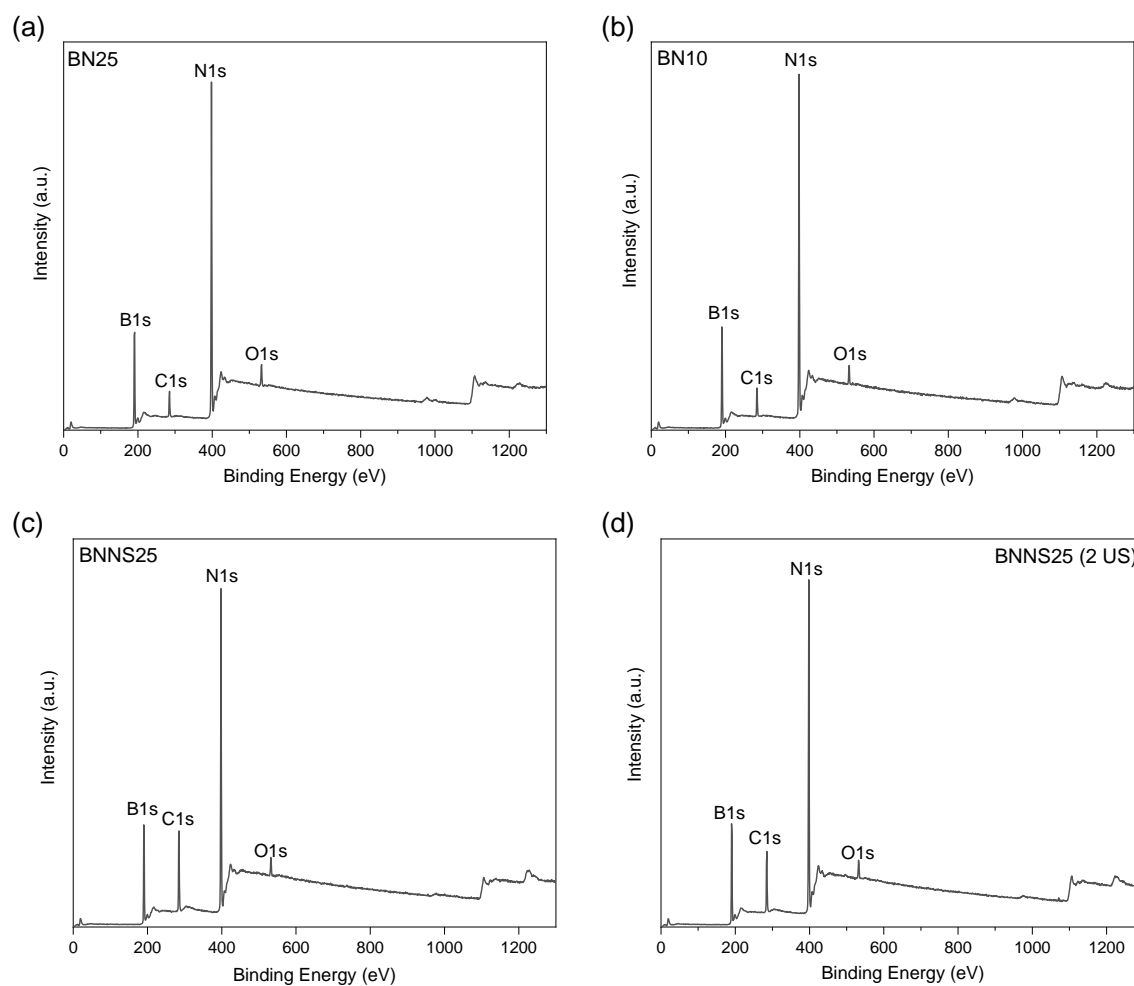 (a)
BN25
N1s
B1s
C1s
O1s
Intensity (a.u.)
0 200 400 600 800 1000 1200
Binding Energy (eV)
(b)
BN10
N1s
B1s
C1s
O1s
Intensity (a.u.)
0 200 400 600 800 1000 1200
Binding Energy (eV)
(c)
BNNS25
N1s
B1s
C1s
O1s
Intensity (a.u.)
0 200 400 600 800 1000 1200
Binding Energy (eV)
(d)
BNNS25 (2 US)
N1s
B1s
C1s
O1s
Intensity (a.u.)
0 200 400 600 800 1000 1200
Binding Energy (eV)